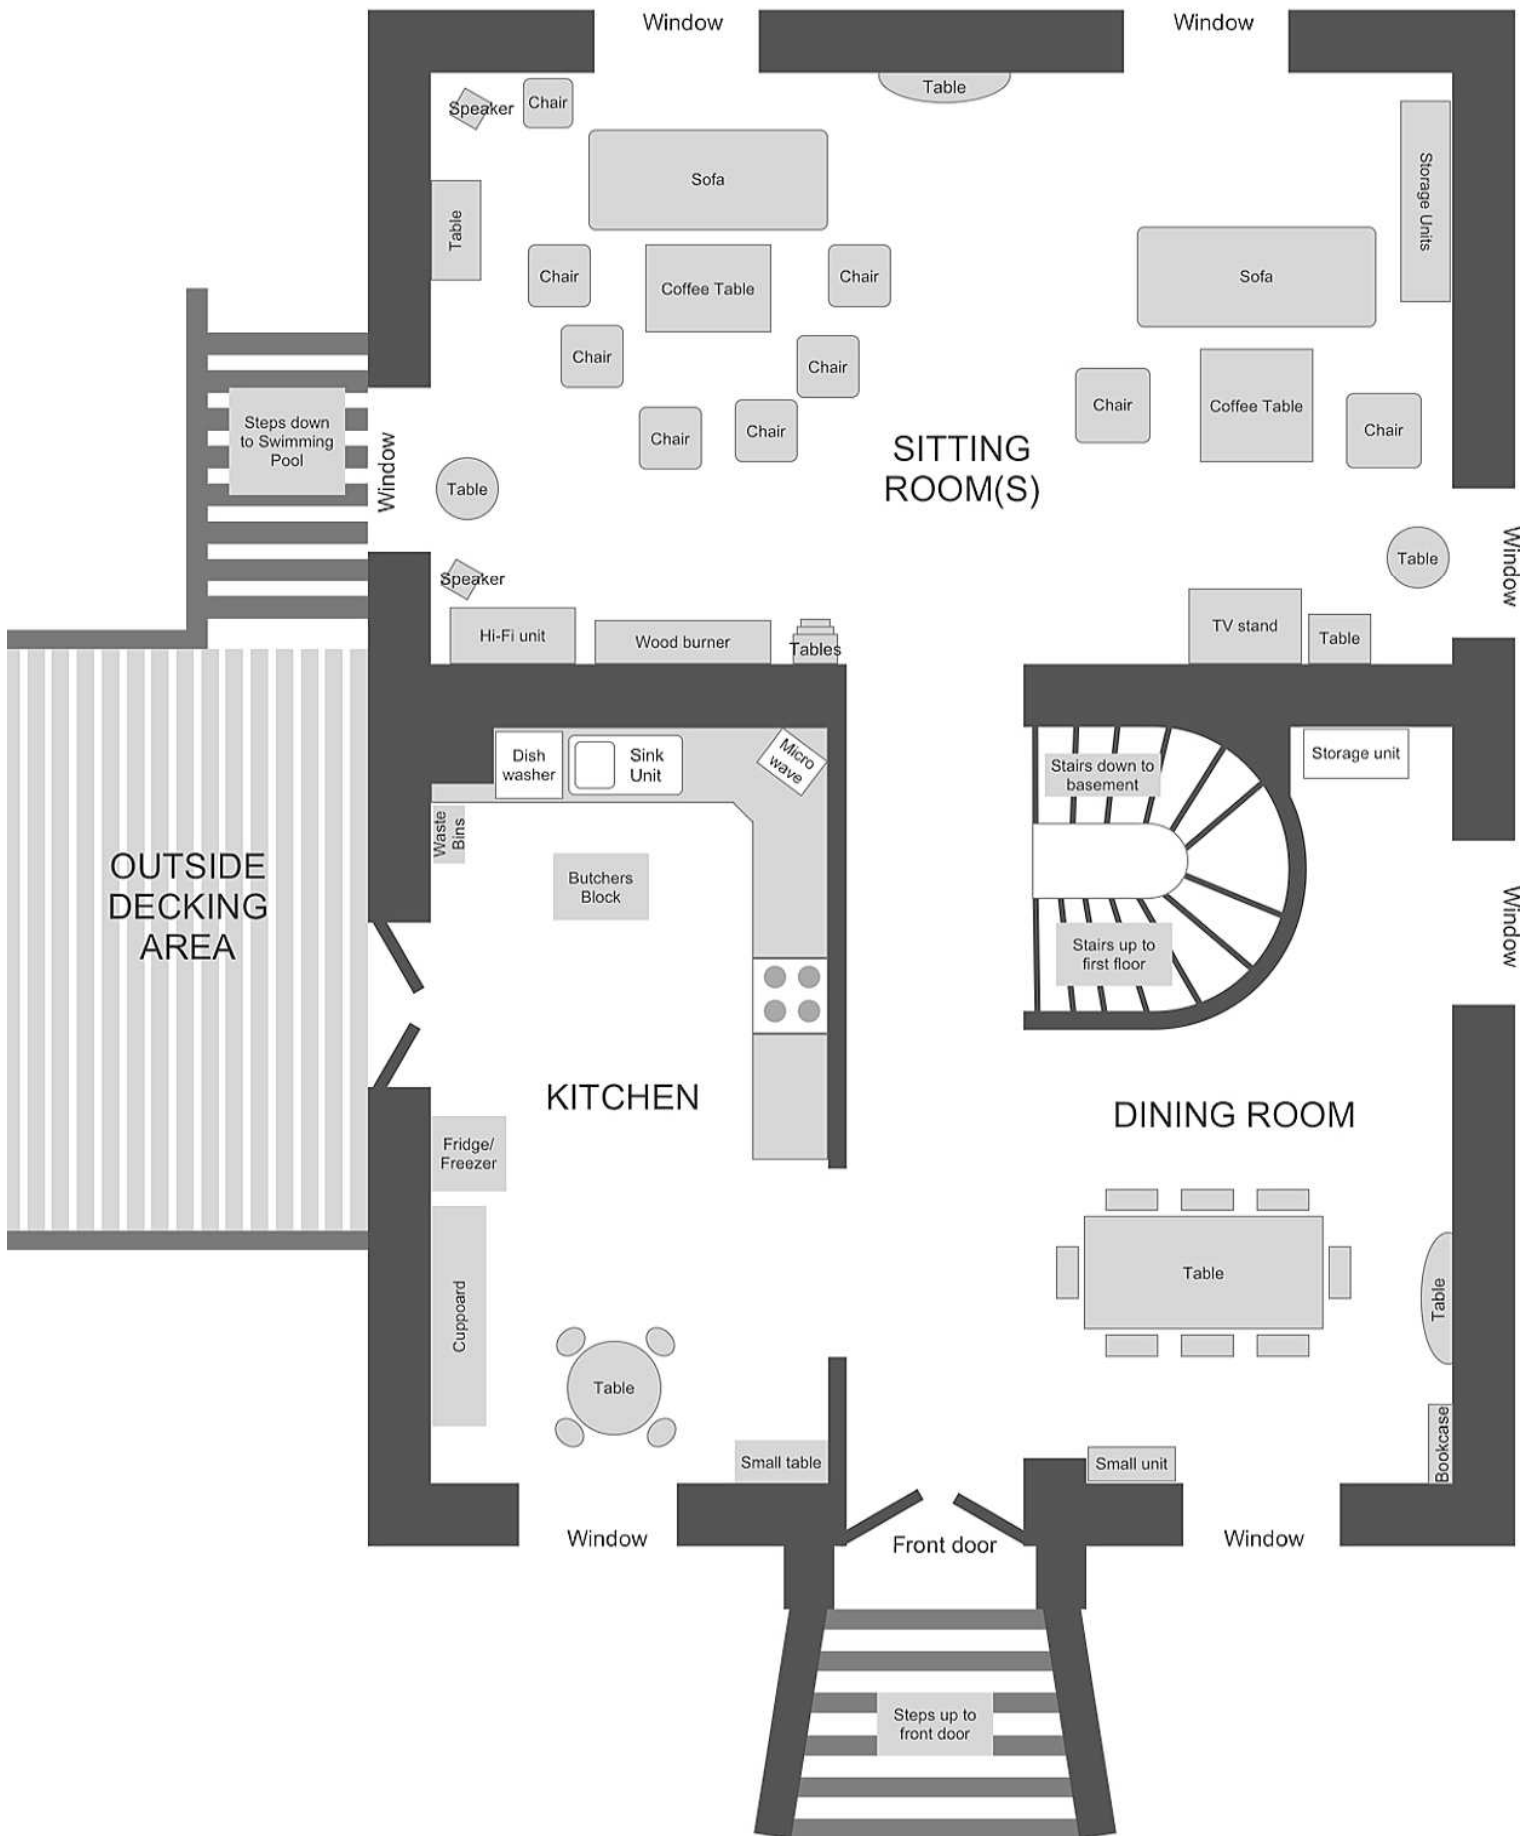 Window
Window
Speaker
Chair
Table
Sofa
Storage Units
Table
Chair
Coffee Table
Chair
Sofa
Chair
Chair
Chair
Chair
Chair
Coffee Table
Chair
Steps down
to Swimming
Pool
Window
SITTING
ROOM(S)
Table
Table
Window
Speaker
Hi-Fi unit
Wood burner
Tables
TV stand
Table
Dish
washer
Sink
Unit
Micro
wave
Stairs down to
basement
Storage unit
Waste
Bins
Butchers
Block
OUTSIDE
DECKING
AREA
Stairs up to
first floor
Window
KITCHEN
DINING ROOM
Fridge/
Freezer
Cuppoard
Table
Table
Table
Small table
Small unit
Bookcase
Window
Front door
Window
Steps up to
front door